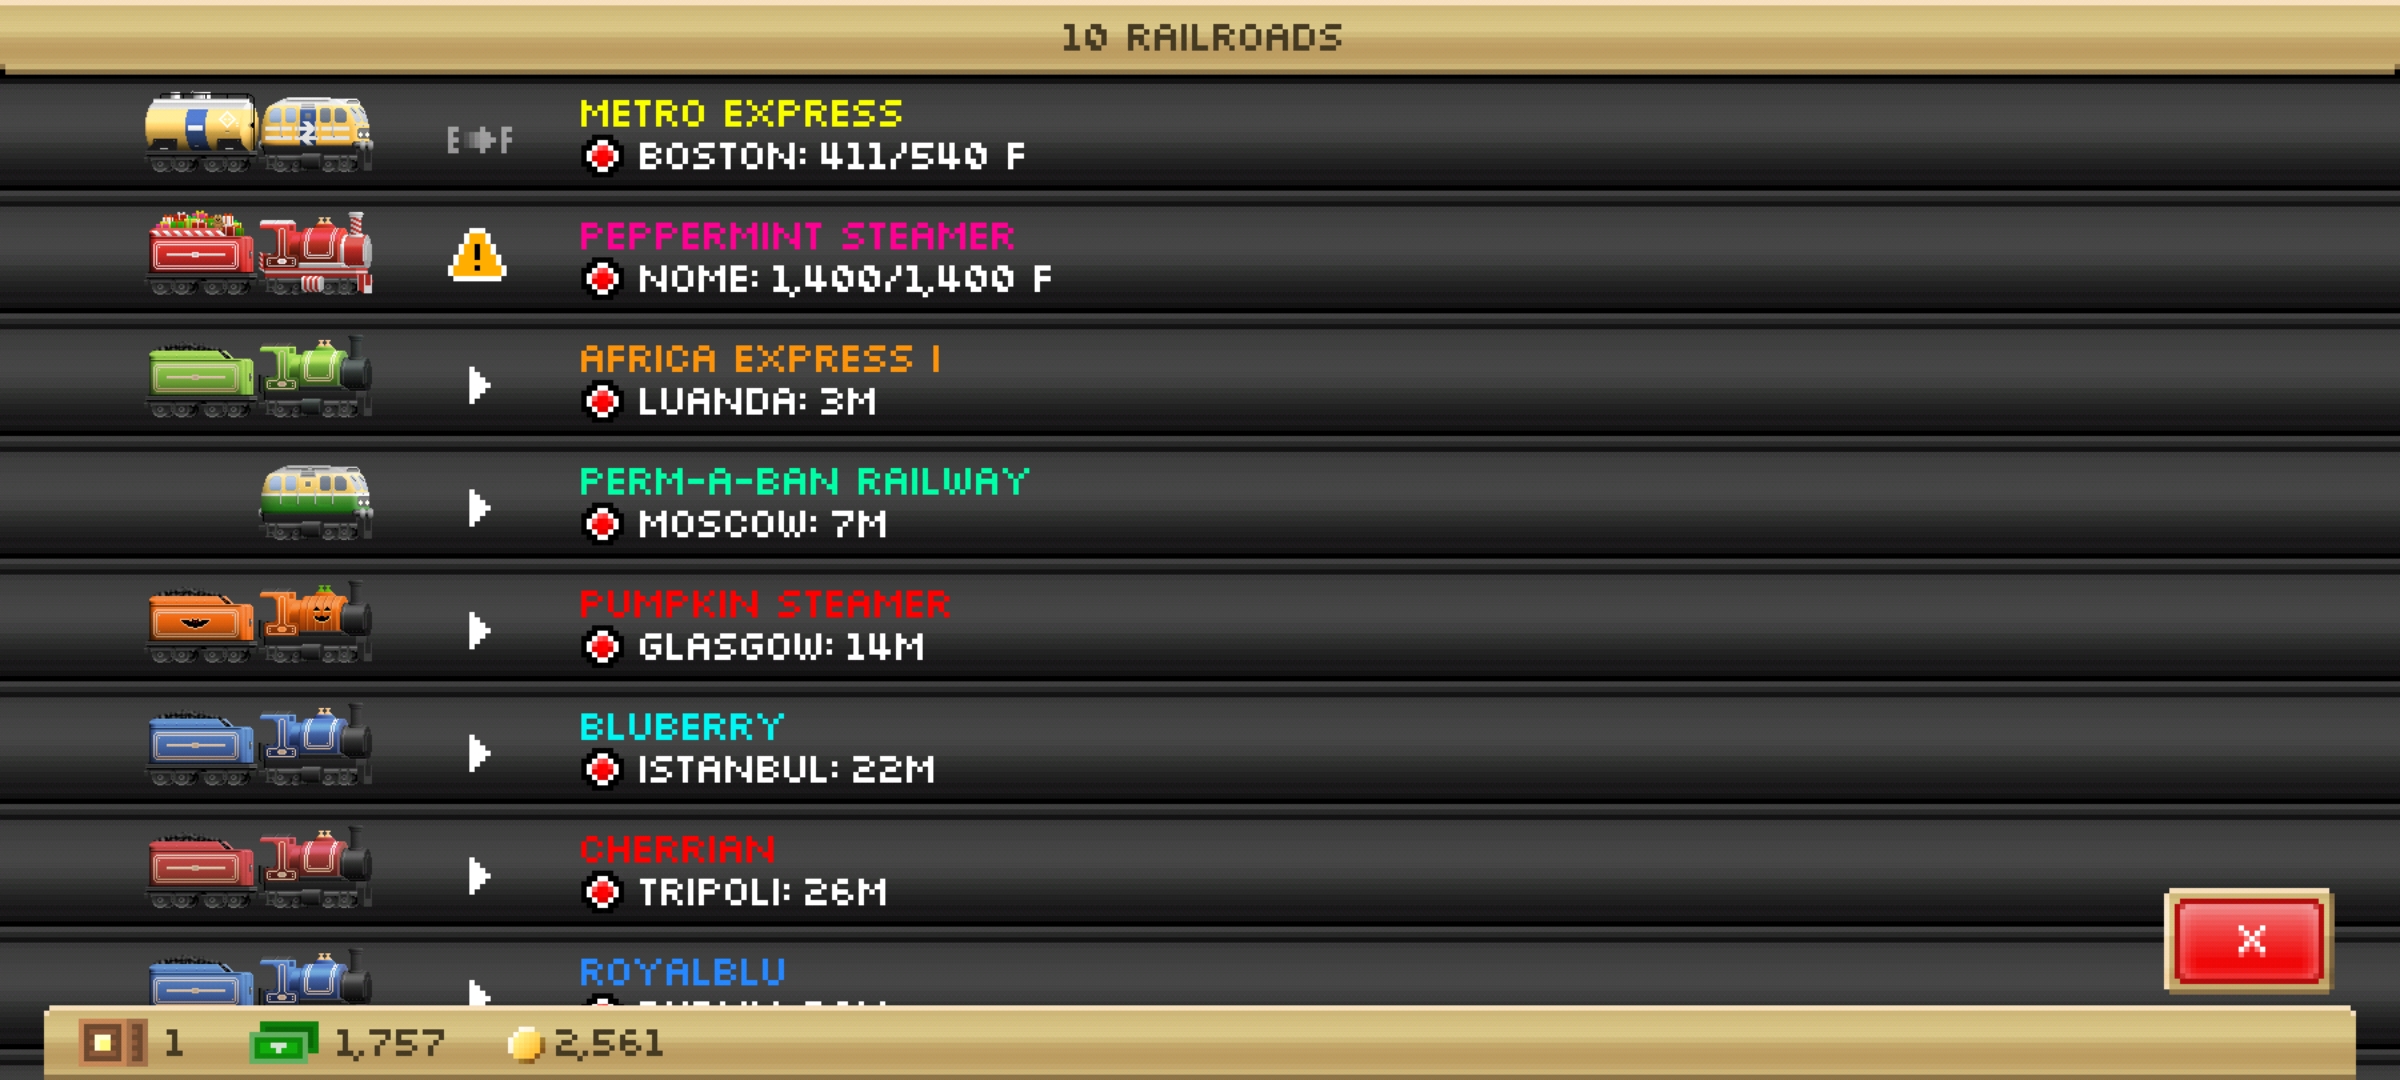 10 RAILROADS
METRO EXPRESS
E F
BOSTON: 411/540 F
PEPPERMINT STEAMER
NOME: 1,400/1,400 F
AFRICA EXPRESS I
LUANDA: 3M
PERM-A-BAN RAILWAY
MOSCOW: 7M
PUMPKIN STEAMER
GLASGOW: 14M
BLUBERRY
ISTANBUL: 22M
CHERRIAN
TRIPOLI: 26M
ROYALBLU
X
1 1,757 2,561